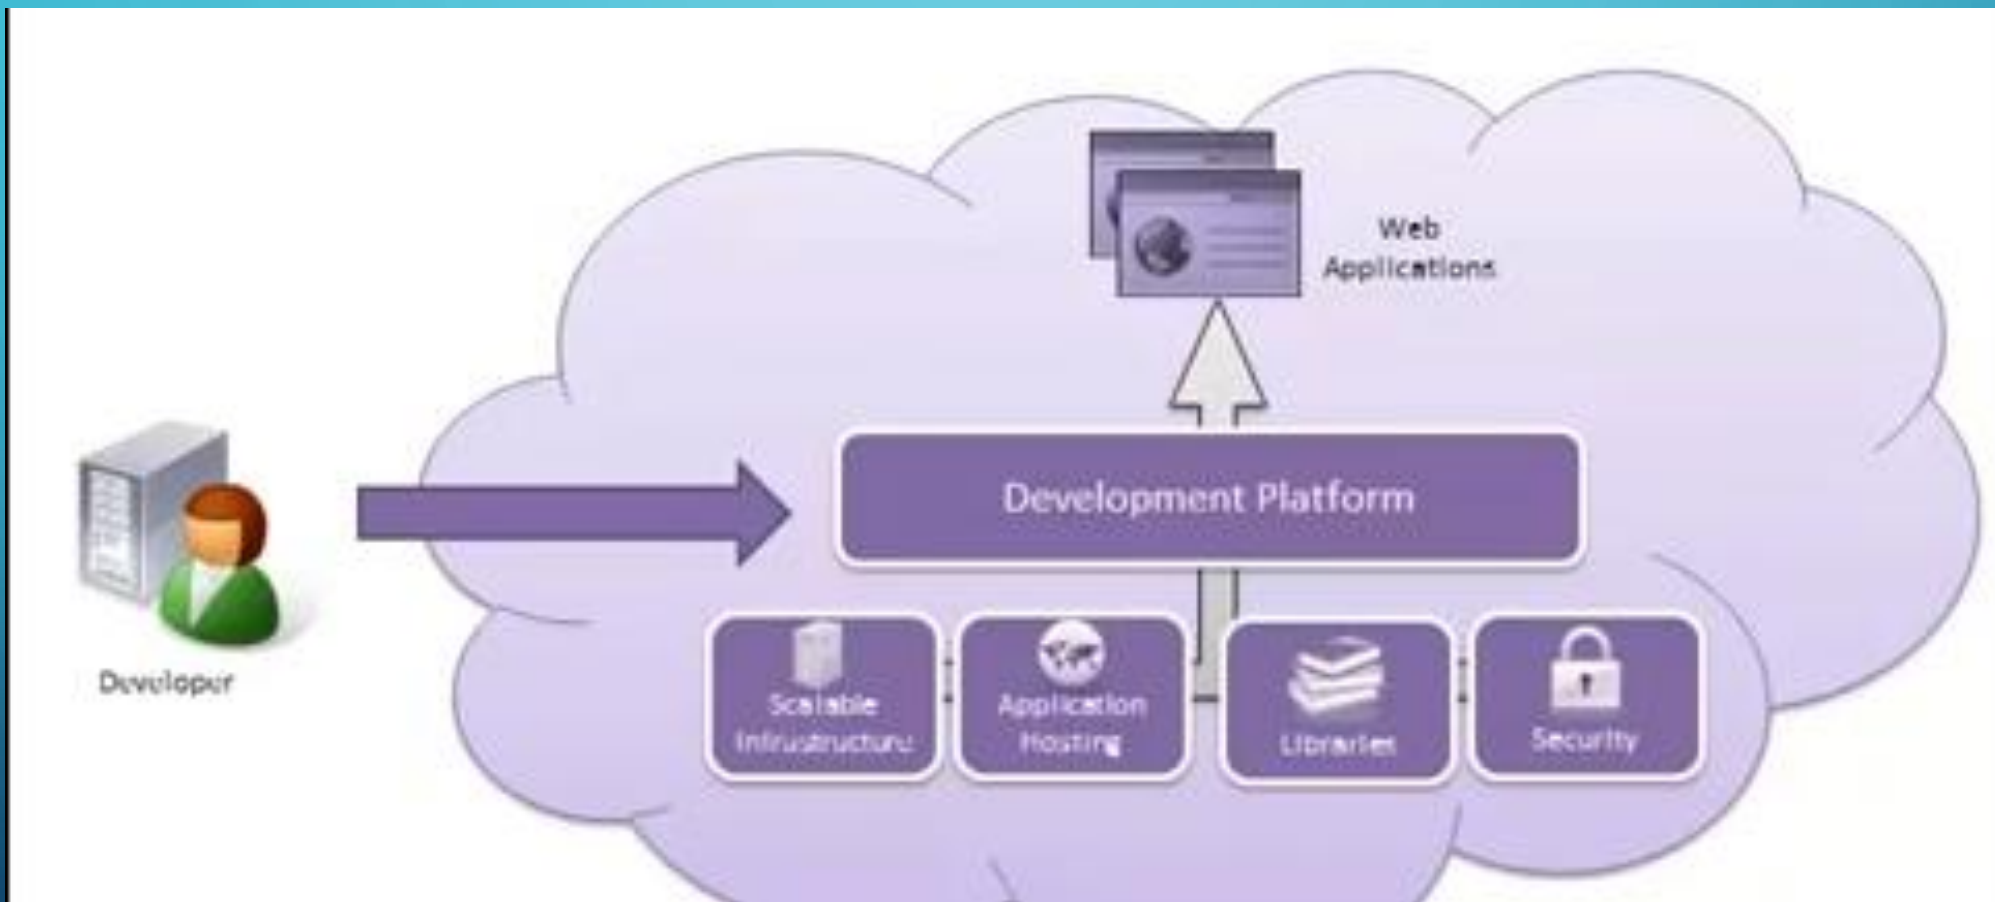 Web
Applications
Development Platform
Developer
Scalable
Infrastructure
Application
Hosting
Libraries
Security